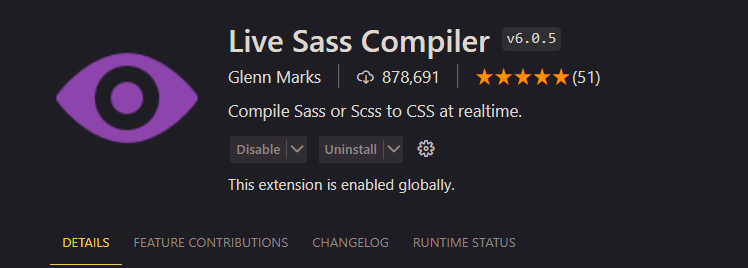 Live Sass Compiler v6.0.5
Glenn Marks 878,691 ★★★★★(51)
Compile Sass or Scss to CSS at realtime.
Disable Uninstall
This extension is enabled globally.
DETAILS FEATURE CONTRIBUTIONS CHANGELOG RUNTIME STATUS